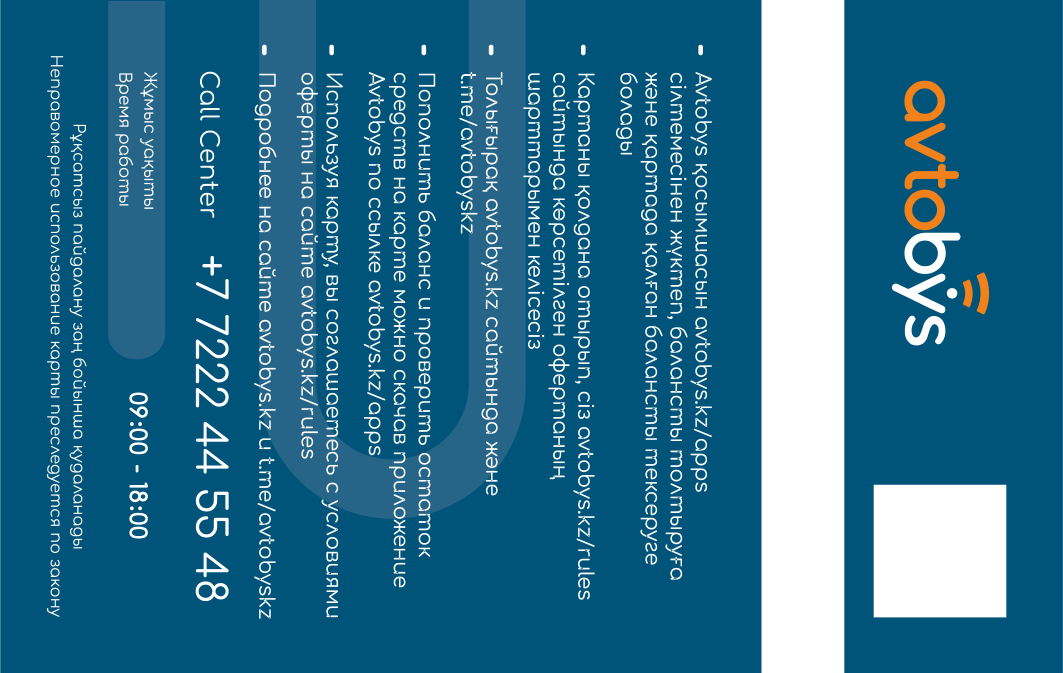 avtobys
Avtobys қосымшасын avtobys.kz/apps
сілтемесінен жүктеп, балансты толтыруға
және картада қалған балансты тексеруге
болады
Картаны қолдана отырып, сіз avtobys.kz/rules
сайтында көрсетілген офертаның
шарттарымен келісесіз
Толығырақ avtobys.kz сайтында және
t.me/avtobyskz
Пополнить баланс и проверить остаток
средств на карте можно скачав приложение
Avtobys по ссылке avtobys.kz/apps
Используя карту, вы соглашаетесь с условиями
оферты на сайте avtobys.kz/rules
Подробнее на сайте avtobys.kz и t.me/avtobyskz
Call Center +7 7222 44 55 48
Жұмыс уақыты
Время работы
09:00 - 18:00
Рұқсатсыз пайдалану заң бойынша қудаланады
Неправомерное использование карты преследуется по закону